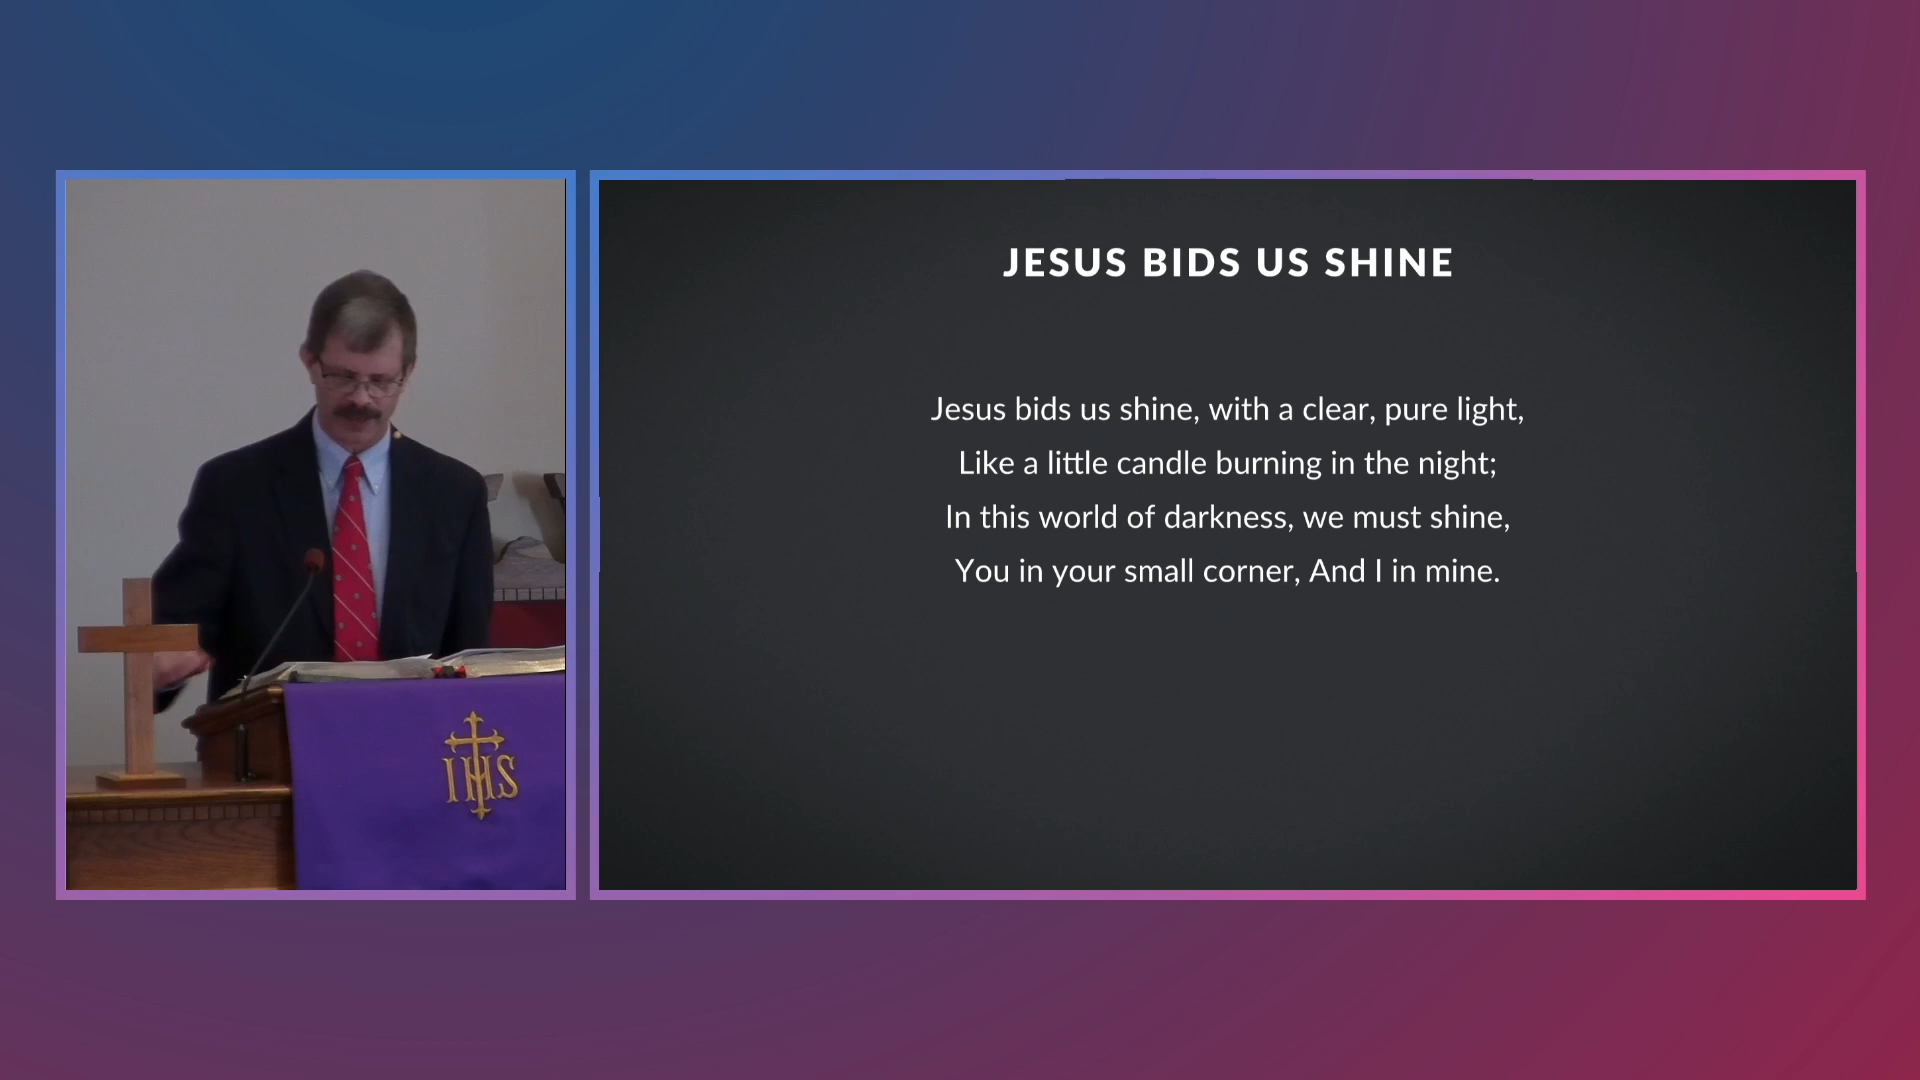 IHS
JESUS BIDS US SHINE
Jesus bids us shine, with a clear, pure light,
Like a little candle burning in the night;
In this world of darkness, we must shine,
You in your small corner, And I in mine.